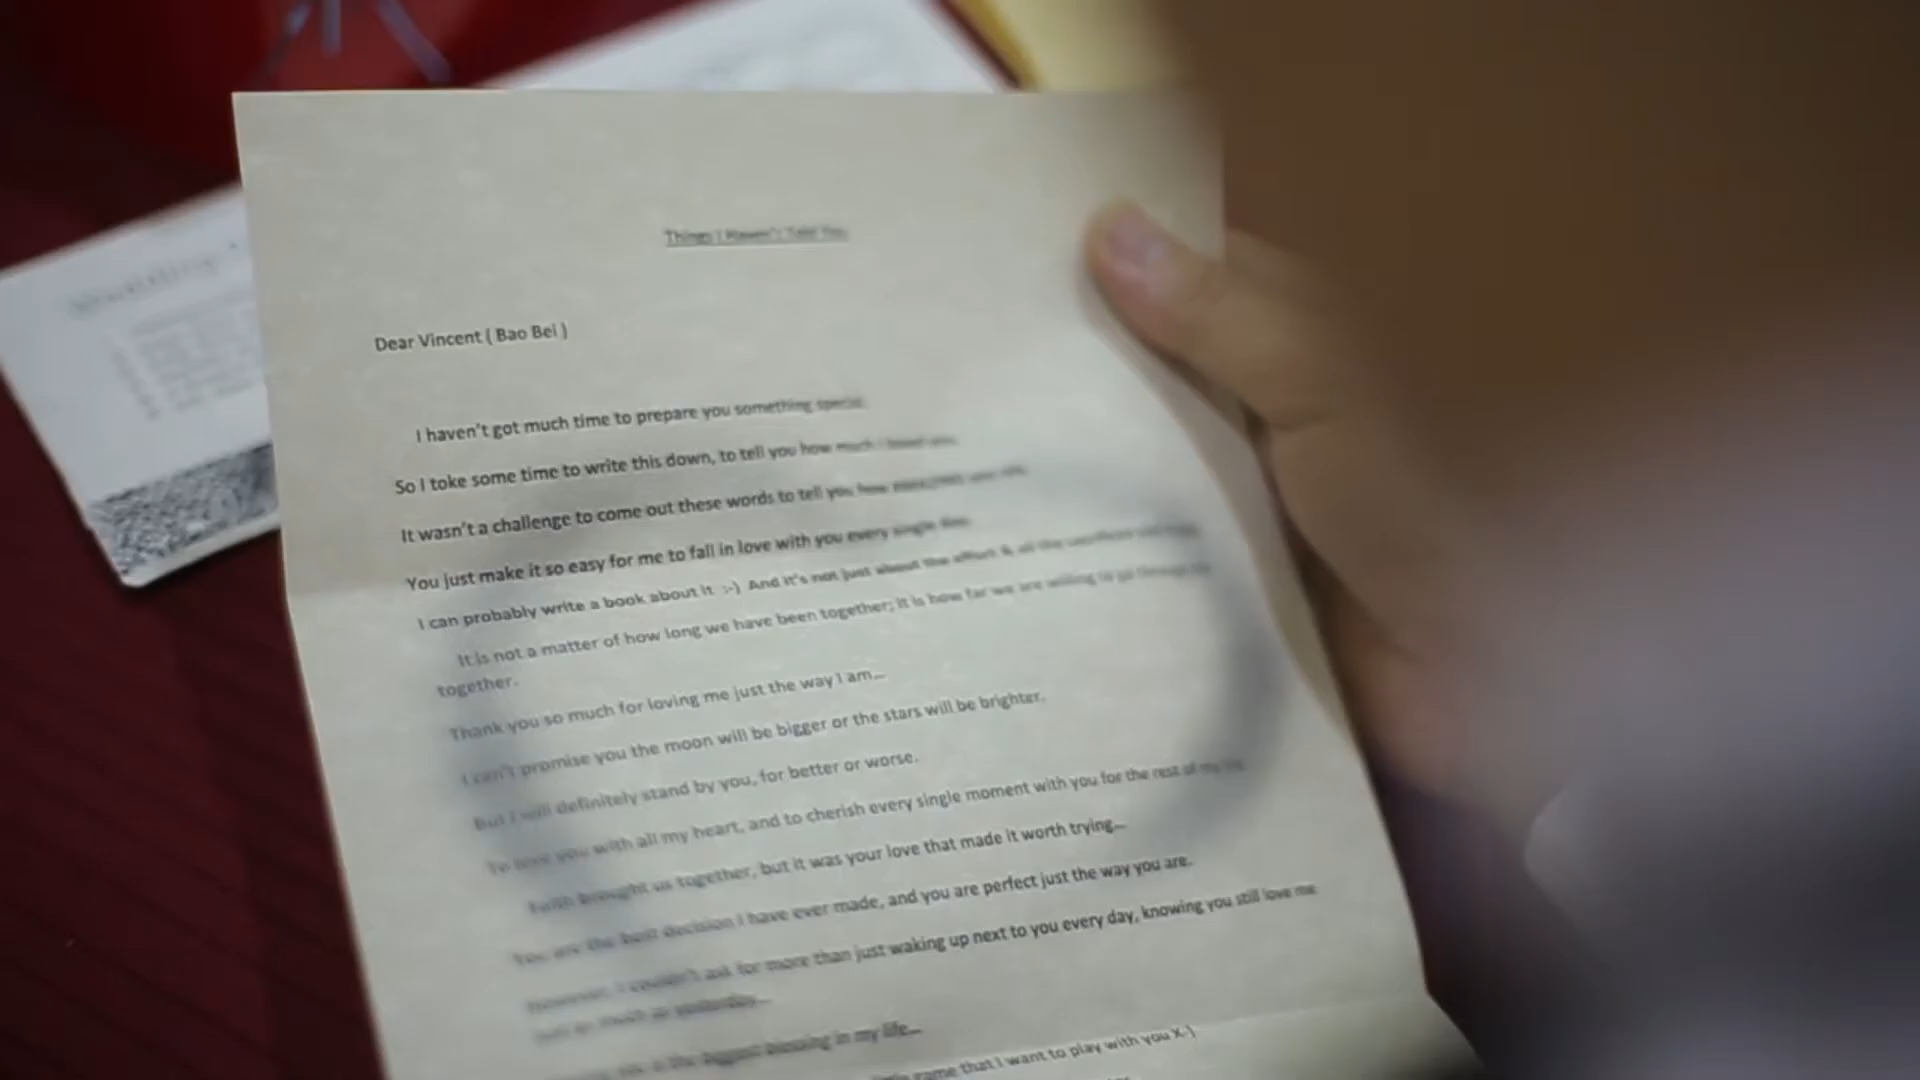 Things I Haven't Told You
Dear Vincent ( Bao Bei )
I haven't got much time to prepare you something special.
So I toke some time to write this down, to tell you how much I
It wasn't a challenge to come out these words to tell you how
You just make it so easy for me to fall in love with you every single day.
I can probably write a book about it :-) And it's not just about the effort & all the sacrifices
It is not a matter of how long we have been together; it is how far we are willing to go through
together.
Thank you so much for loving me just the way I am...
I can't promise you the moon will be bigger or the stars will be brighter.
But I will definitely stand by you, for better or worse.
To love you with all my heart, and to cherish every single moment with you for the rest of my life
brought us together, but it was your love that made it worth trying...
You are the best decision I have ever made, and you are perfect just the way you are.
However, I couldn't ask for more than just waking up next to you every day, knowing you still love me
just as much as yesterday...
biggest blessing in my life...
game that I want to play with you X-)